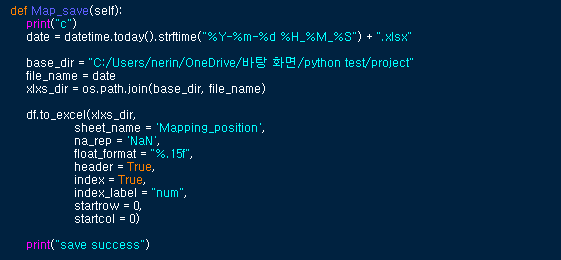 def Map_save(self):
print("c")
date = datetime.today().strftime("%Y-%m-%d %H_%M_%S") + ".xlsx"
base_dir = "C:/Users/nerin/OneDrive/바탕 화면/python test/project"
file_name = date
xlxs_dir = os.path.join(base_dir, file_name)
df.to_excel(xlxs_dir,
sheet_name = 'Mapping_position',
na_rep = 'NaN',
float_format = "%.15f",
header = True,
index = True,
index_label = "num",
startrow = 0,
startcol = 0)
print("save success")